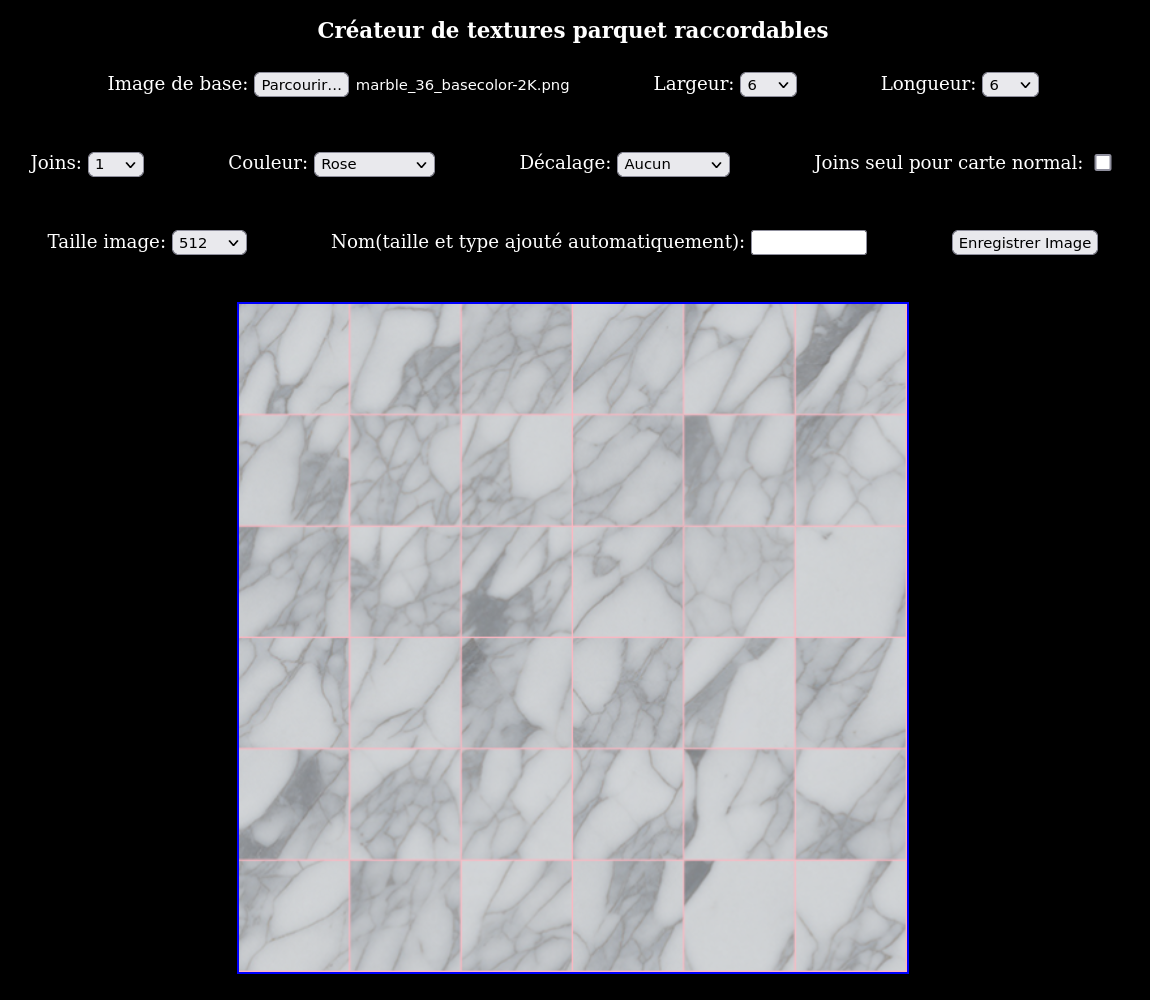 Créateur de textures parquet raccordables
Image de base: Parcourir... marble_36_basecolor-2K.png Largeur: 6 Longueur: 6
Joins: 1 Couleur: Rose Décalage: Aucun Joins seul pour carte normal:
Taille image: 512 Nom(taille et type ajouté automatiquement): Enregistrer Image